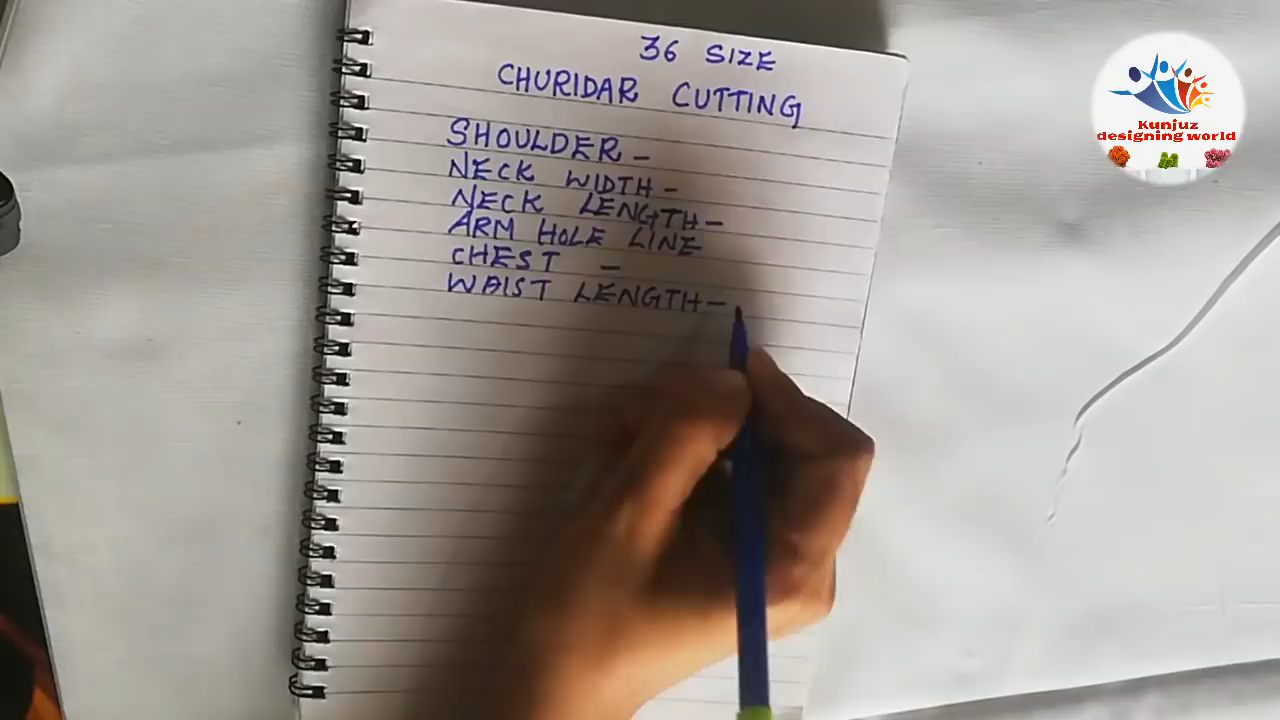 36 SIZE
CHURIDAR CUTTING
SHOULDER -
NECK WIDTH -
NECK LENGTH -
ARM HOLE LINE
CHEST -
WAIST LENGTH -
Kunjuz
designing world